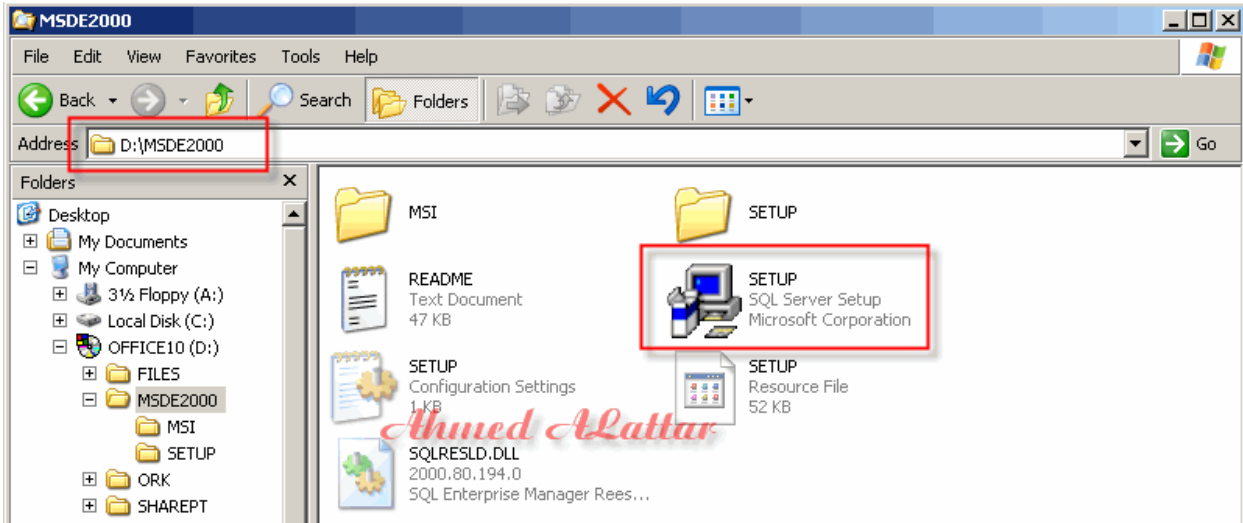 MSDE2000
File Edit View Favorites Tools Help
Back Search Folders
Address D:\MSDE2000 Go
Folders
Desktop
My Documents
My Computer
3½ Floppy (A:)
Local Disk (C:)
OFFICE10 (D:)
FILES
MSDE2000
MSI
SETUP
ORK
SHAREPT
MSI
SETUP
README
Text Document
47 KB
SETUP
SQL Server Setup
Microsoft Corporation
SETUP
Configuration Settings
1 KB
SETUP
Resource File
52 KB
Ahmed ALattar
SQLRESLD.DLL
2000.80.194.0
SQL Enterprise Manager Rees...